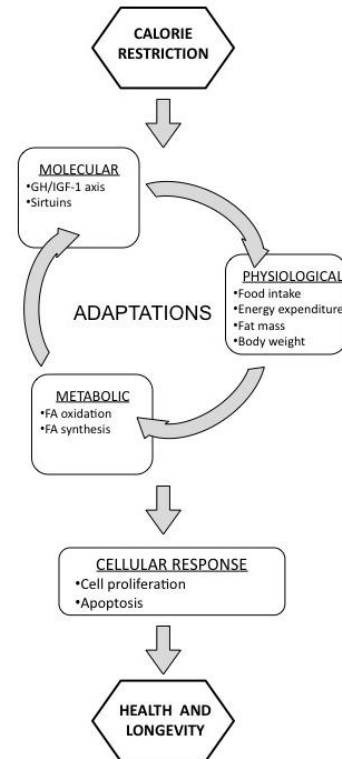 CALORIE
RESTRICTION
MOLECULAR
•GH/IGF-1 axis
•Sirtuins
PHYSIOLOGICAL
•Food intake
•Energy expenditure
•Fat mass
•Body weight
ADAPTATIONS
METABOLIC
•FA oxidation
•FA synthesis
CELLULAR RESPONSE
•Cell proliferation
•Apoptosis
HEALTH AND
LONGEVITY